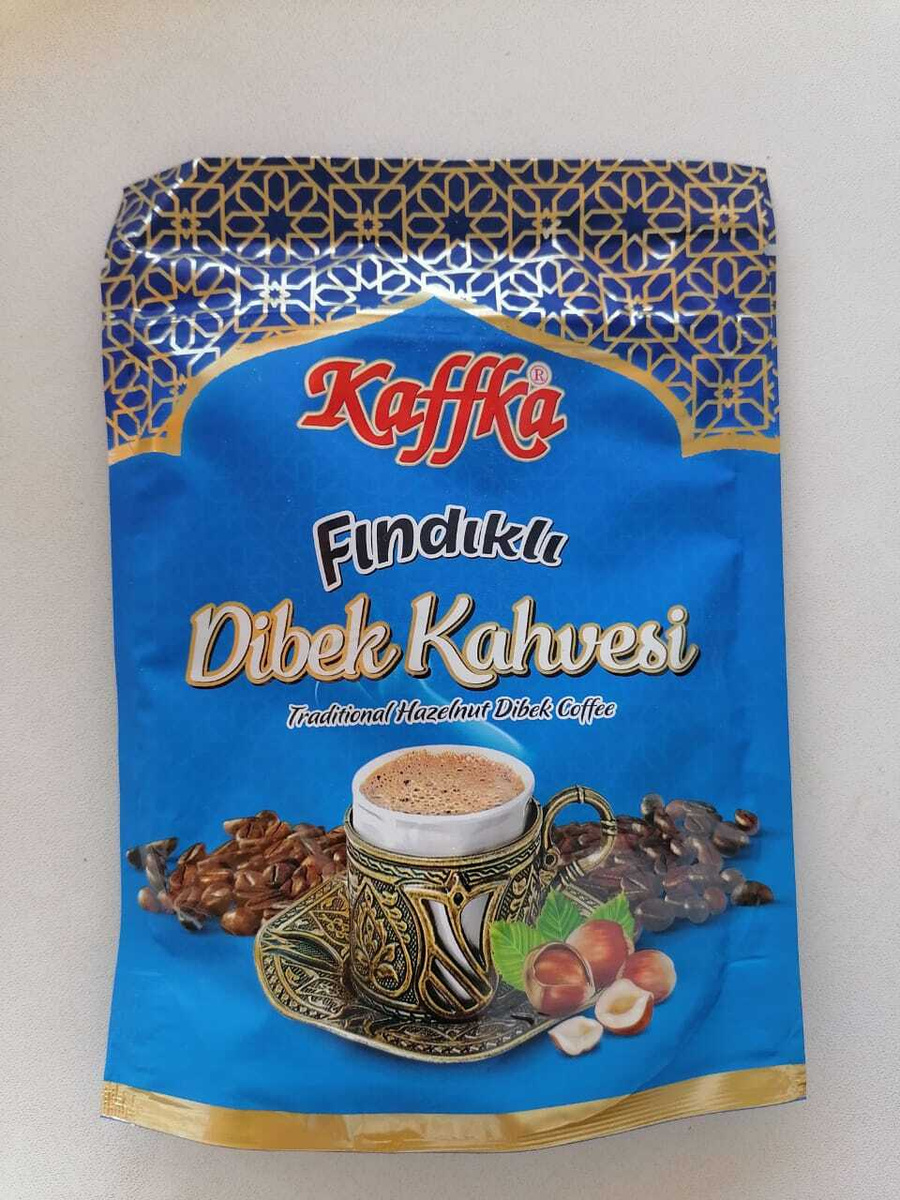 Kaffka®
Fındıklı
Dibek Kahvesi
Traditional Hazelnut Dibek Coffee